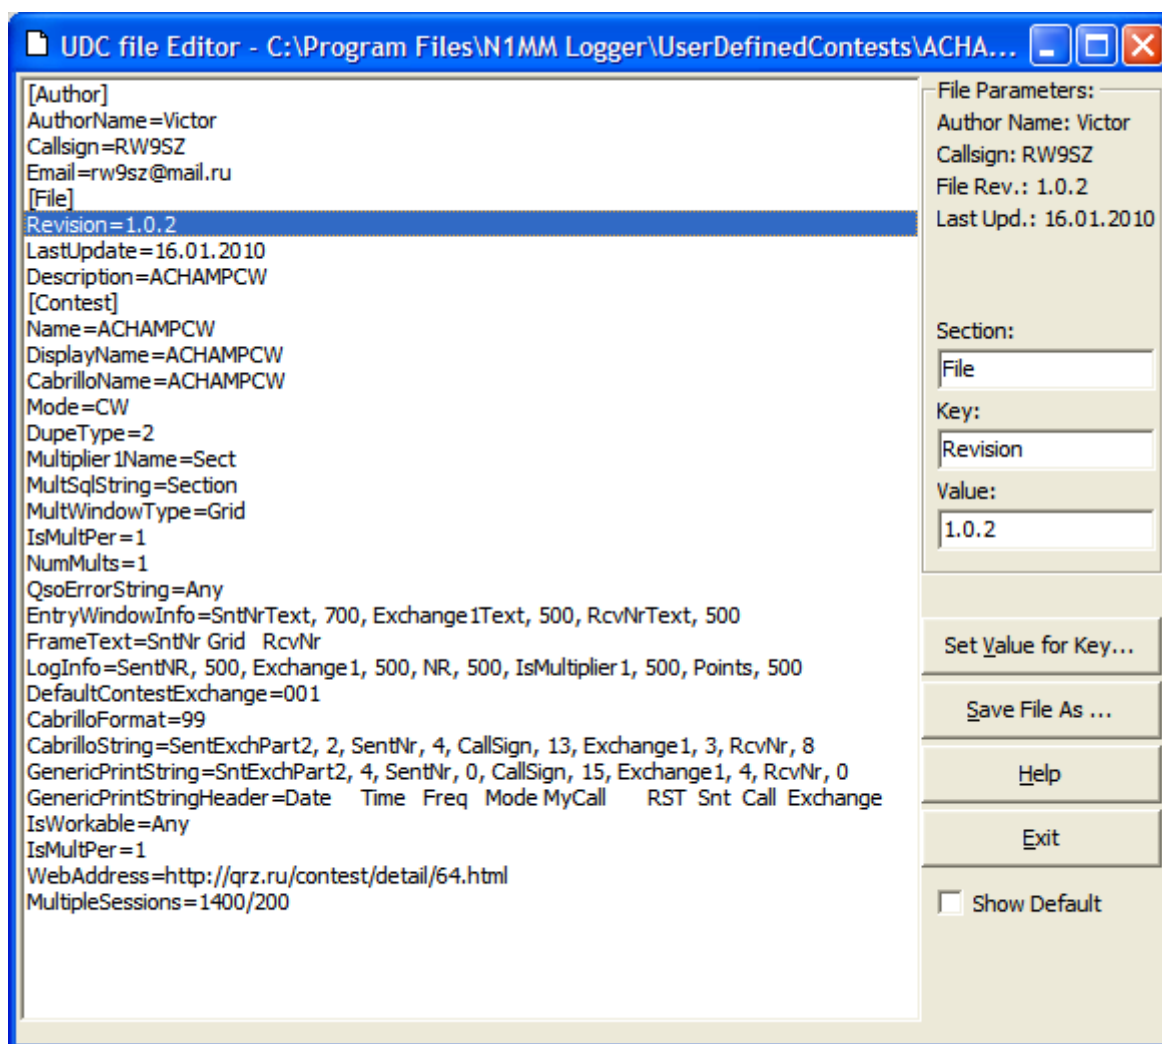 UDC file Editor - C:\Program Files\N1MM Logger\UserDefinedContests\ACHA...
[Author]
AuthorName=Victor
Callsign=RW9SZ
Email=rw9sz@mail.ru
[File]
Revision=1.0.2
LastUpdate=16.01.2010
Description=ACHAMPCW
[Contest]
Name=ACHAMPCW
DisplayName=ACHAMPCW
CabrilloName=ACHAMPCW
Mode=CW
DupeType=2
Multiplier1Name=Sect
MultSqlString=Section
MultWindowType=Grid
IsMultPer=1
NumMults=1
QsoErrorString=Any
EntryWindowInfo=SntNrText, 700, Exchange1Text, 500, RcvNrText, 500
FrameText=SntNr Grid   RcvNr
LogInfo=SentNR, 500, Exchange1, 500, NR, 500, IsMultiplier1, 500, Points, 500
DefaultContestExchange=001
CabrilloFormat=99
CabrilloString=SentExchPart2, 2, SentNr, 4, CallSign, 13, Exchange1, 3, RcvNr, 8
GenericPrintString=SntExchPart2, 4, SentNr, 0, CallSign, 15, Exchange1, 4, RcvNr, 0
GenericPrintStringHeader=Date    Time  Freq  Mode MyCall      RST  Snt  Call  Exchange
IsWorkable=Any
IsMultPer=1
WebAddress=http://qrz.ru/contest/detail/64.html
MultipleSessions=1400/200
File Parameters:
Author Name: Victor
Callsign: RW9SZ
File Rev.: 1.0.2
Last Upd.: 16.01.2010
Section:
File
Key:
Revision
Value:
1.0.2
Set Value for Key...
Save File As ...
Help
Exit
Show Default